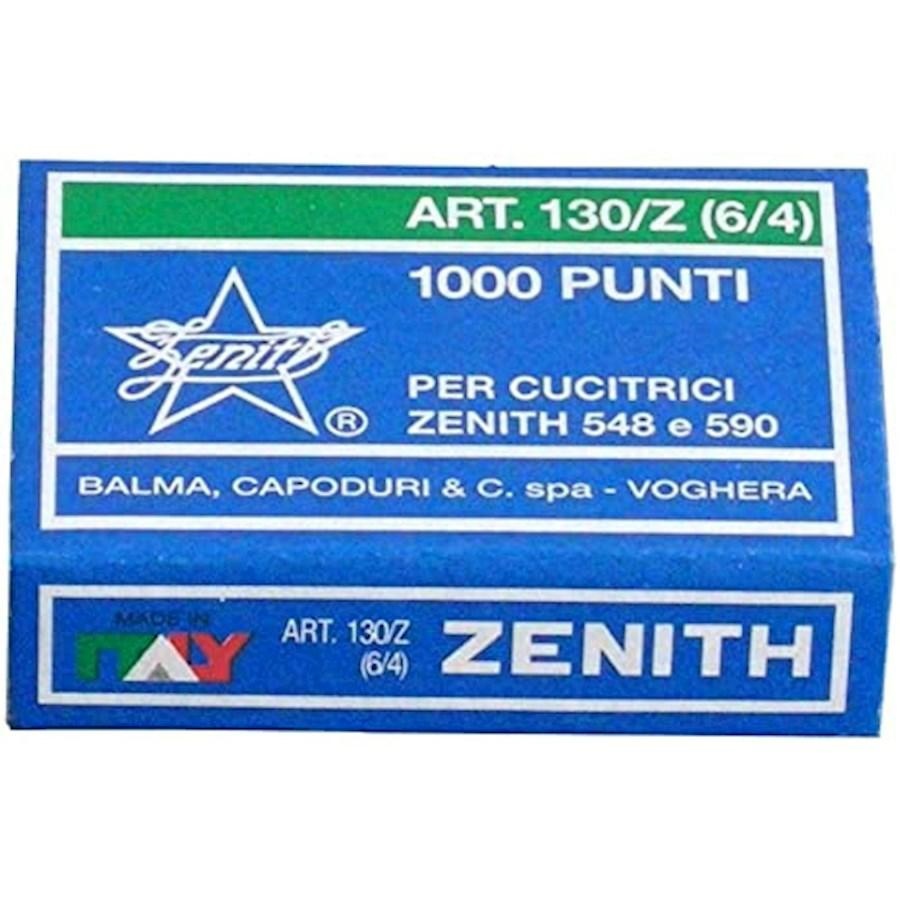 ART. 130/Z (6/4)
1000 PUNTI
Zenith ®
PER CUCITRICI
ZENITH 548 e 590
BALMA, CAPODURI & C. spa - VOGHERA
MADE IN
ITALY
ART. 130/Z
(6/4)
ZENITH